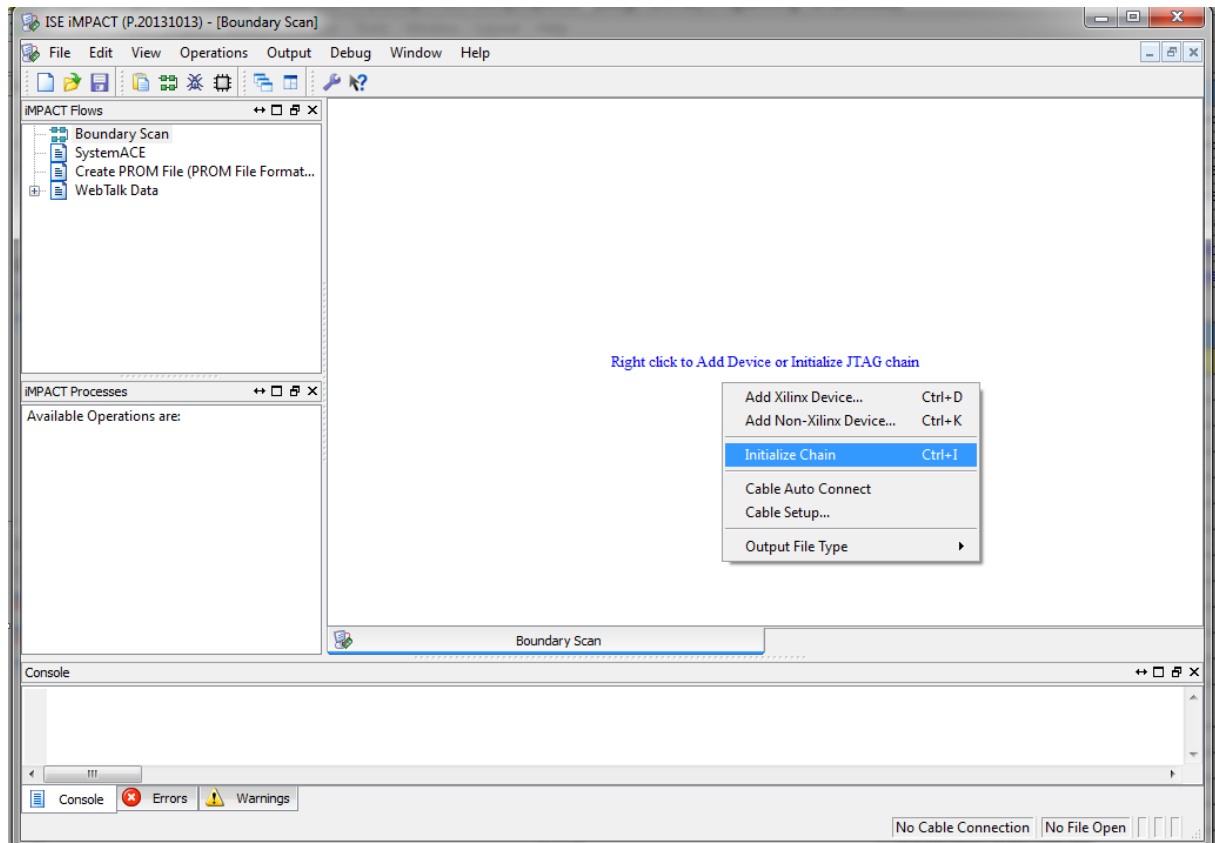 ISE iMPACT (P.20131013) - [Boundary Scan]
File Edit View Operations Output Debug Window Help
iMPACT Flows
Boundary Scan
SystemACE
Create PROM File (PROM File Format...
WebTalk Data
Right click to Add Device or Initialize JTAG chain
iMPACT Processes
Available Operations are:
Add Xilinx Device... Ctrl+D
Add Non-Xilinx Device... Ctrl+K
Initialize Chain Ctrl+I
Cable Auto Connect
Cable Setup...
Output File Type
Boundary Scan
Console
Console Errors Warnings
No Cable Connection No File Open